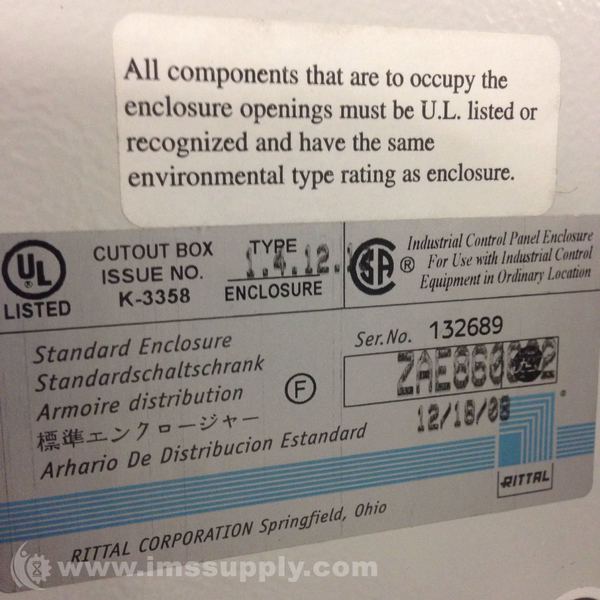 All components that are to occupy the
enclosure openings must be U.L. listed or
recognized and have the same
environmental type rating as enclosure.
UL
®
LISTED
CUTOUT BOX
ISSUE NO.
K-3358
TYPE
1.4.12.
ENCLOSURE
SA ®
Industrial Control Panel Enclosure
For Use with Industrial Control
Equipment in Ordinary Location
Standard Enclosure
Standardschaltschrank
Armoire distribution
標準エンクロージャー
Arhario De Distribucion Estandard
F
Ser.No. 132689
12/18/08
RITTAL
RITTAL CORPORATION Springfield, Ohio
www.imssupply.com